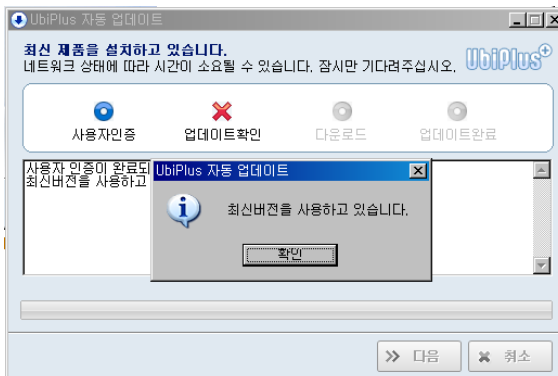 UbiPlus 자동 업데이트
최신 제품을 설치하고 있습니다.
네트워크 상태에 따라 시간이 소요될 수 있습니다. 잠시만 기다려주십시오.
UbiPlus
사용자인증
업데이트확인
다운로드
업데이트완료
사용자 인증이 완료되
최신버전을 사용하고
UbiPlus 자동 업데이트
최신버전을 사용하고 있습니다.
확인
다음
취소